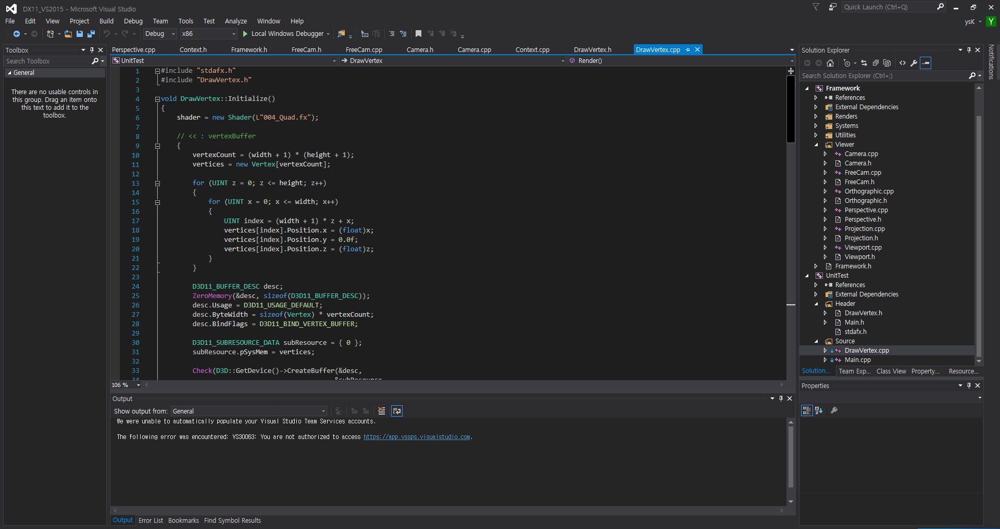 DX11_VS2015 - Microsoft Visual Studio
Quick Launch (Ctrl+Q)
File Edit View Project Build Debug Team Tools Test Analyze Window Help
ysK Y
Debug x86 Local Windows Debugger
Toolbox
Search Toolbox
General
There are no usable controls in
this group. Drag an item onto
this text to add it to the
toolbox.
Perspective.cpp Context.h Framework.h FreeCam.h FreeCam.cpp Camera.h Camera.cpp Context.cpp DrawVertex.h DrawVertex.cpp
UnitTest DrawVertex Render()
1 #include "stdafx.h"
2 #include "DrawVertex.h"
3
4 void DrawVertex::Initialize()
5 {
6 shader = new Shader(L"004_Quad.fx");
7
8 // << : vertexBuffer
9 {
10 vertexCount = (width + 1) * (height + 1);
11 vertices = new Vertex[vertexCount];
12
13 for (UINT z = 0; z <= height; z++)
14 {
15 for (UINT x = 0; x <= width; x++)
16 {
17 UINT index = (width + 1) * z + x;
18 vertices[index].Position.x = (float)x;
19 vertices[index].Position.y = 0.0f;
20 vertices[index].Position.z = (float)z;
21 }
22 }
23
24 D3D11_BUFFER_DESC desc;
25 ZeroMemory(&desc, sizeof(D3D11_BUFFER_DESC));
26 desc.Usage = D3D11_USAGE_DEFAULT;
27 desc.ByteWidth = sizeof(Vertex) * vertexCount;
28 desc.BindFlags = D3D11_BIND_VERTEX_BUFFER;
29
30 D3D11_SUBRESOURCE_DATA subResource = { 0 };
31 subResource.pSysMem = vertices;
32
33 Check(D3D::GetDevice()->CreateBuffer(&desc,
34 &subResource
106 %
Output
Show output from: General
We were unable to automatically populate your Visual Studio Team Services accounts.
The following error was encountered: VS30063: You are not authorized to access https://app.vssps.visualstudio.com.
Output Error List Bookmarks Find Symbol Results
Solution Explorer
Search Solution Explorer (Ctrl+;)
Framework
References
External Dependencies
Renders
Systems
Utilities
Viewer
Camera.cpp
Camera.h
FreeCam.cpp
FreeCam.h
Orthographic.cpp
Orthographic.h
Perspective.cpp
Perspective.h
Projection.cpp
Projection.h
Viewport.cpp
Viewport.h
Framework.h
UnitTest
References
External Dependencies
Header
DrawVertex.h
Main.h
stdafx.h
Source
DrawVertex.cpp
Main.cpp
Solution... Team Exp... Class View Property... Resource...
Properties
Notifications